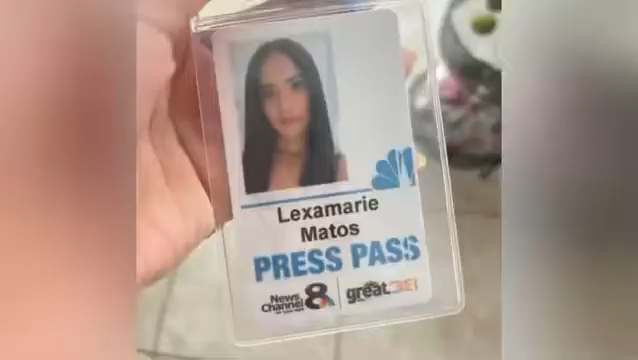 Lexamarie
Matos
PRESS PASS
News
Channel 8
great